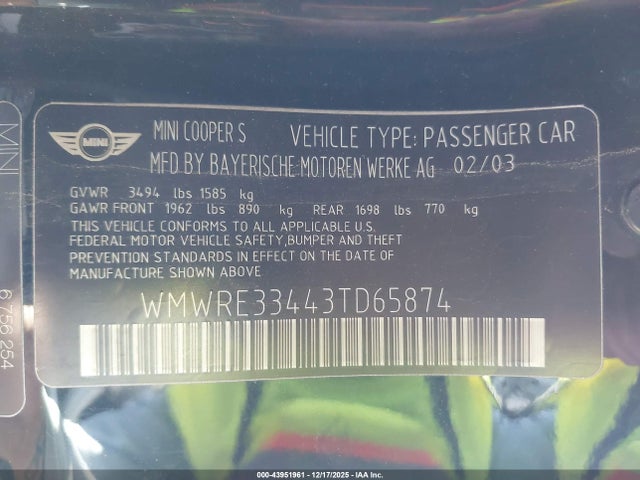 MINI COOPER S VEHICLE TYPE: PASSENGER CAR
MINI
MFD BY BAYERISCHE MOTOREN WERKE AG 02/03
GVWR 3494 lbs 1585 kg
GAWR FRONT 1962 lbs 890 kg REAR 1698 lbs 770 kg
THIS VEHICLE CONFORMS TO ALL APPLICABLE U.S.
FEDERAL MOTOR VEHICLE SAFETY,BUMPER AND THEFT
PREVENTION STANDARDS IN EFFECT ON THE DATE OF
MANUFACTURE SHOWN ABOVE
WMWRE33443TD65874
MINI
6 756 254
000-43951961 - 12/17/2025 - IAA Inc.